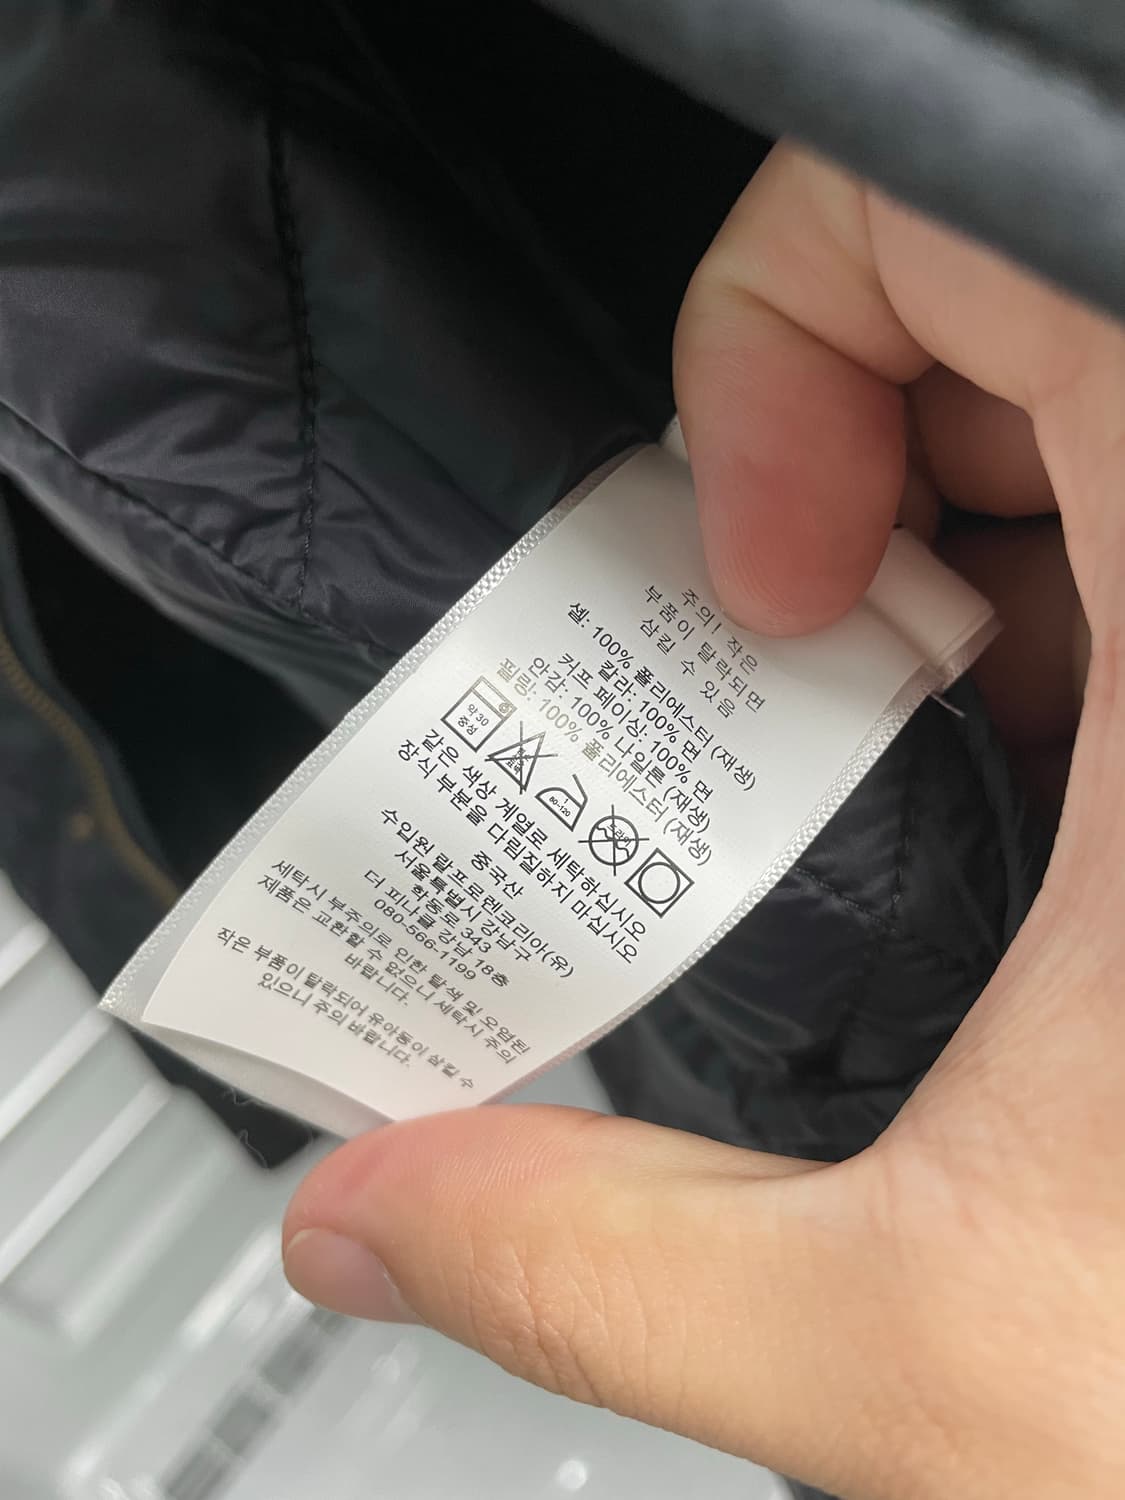 주의! 작은
부품이 탈락되면
삼킬 수 있음
셸: 100% 폴리에스터 (재생)
칼라: 100% 면
커프 페이싱: 100% 면
안감: 100% 나일론 (재생)
필링: 100% 폴리에스터 (재생)
약 30
중성
80~120
드라이
같은 색상 계열로 세탁하십시오
장식 부분을 다림질하지 마십시오
중국산
수입원 랄프로렌코리아(유)
서울특별시 강남구
학동로 343
더 피나클 강남 18층
080-566-1199
세탁시 부주의로 인한 탈색 및 오염된
제품은 교환할 수 없으니 세탁시 주의
바랍니다.
작은 부품이 탈락되어 유아동이 삼킬 수
있으니 주의 바랍니다.